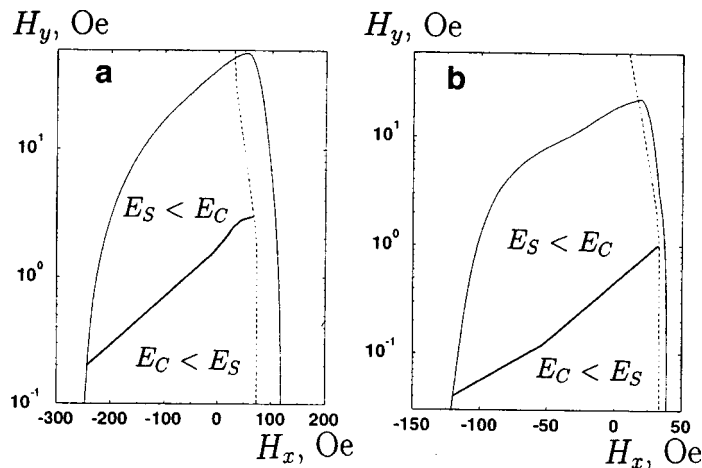 H_y, Oe
H_y, Oe
a
b
10^1
10^0
10^-1
E_S < E_C
E_C < E_S
-300 -200 -100 0 100 200
H_x, Oe
10^1
10^0
10^-1
E_S < E_C
E_C < E_S
-150 -100 -50 0 50
H_x, Oe